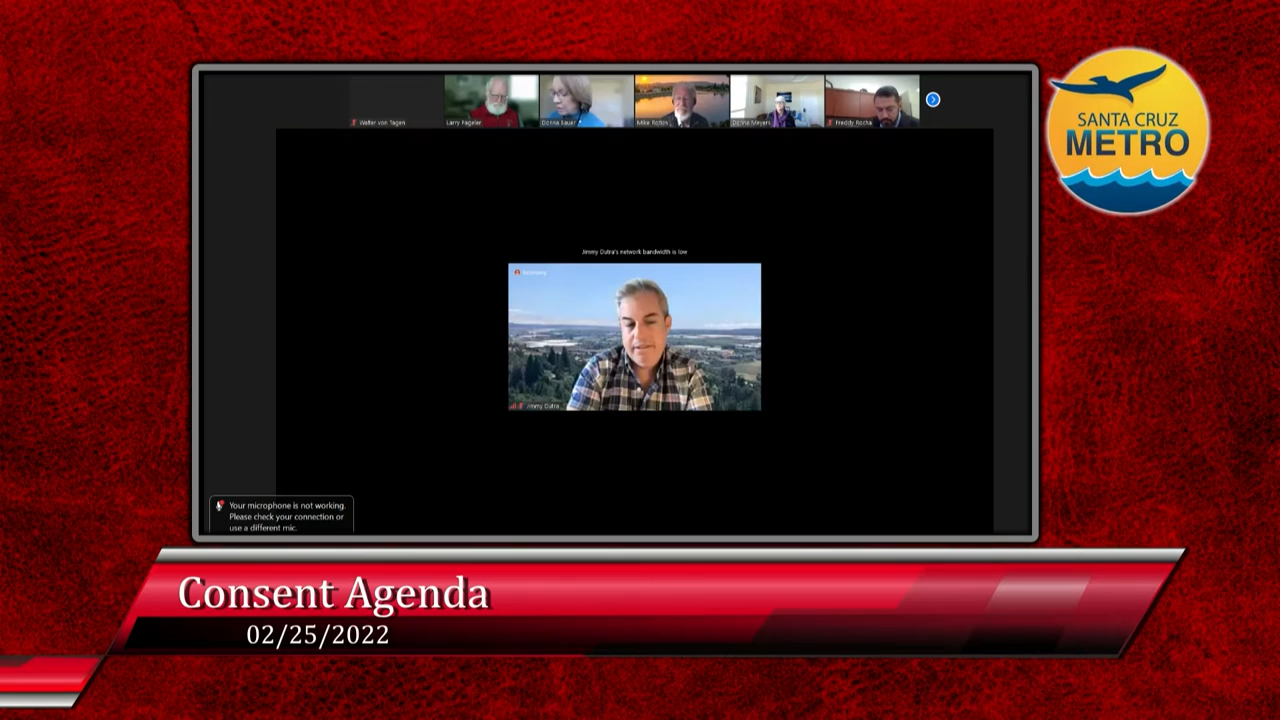 Walter von Tagen
Larry Pageler
Donna Bauer
Mike Rotkin
Donna Meyers
Freddy Rocha
SANTA CRUZ
METRO
Jimmy Dutra's network bandwidth is low
Jimmy Dutra
Your microphone is not working.
Please check your connection or
use a different mic.
Consent Agenda
02/25/2022